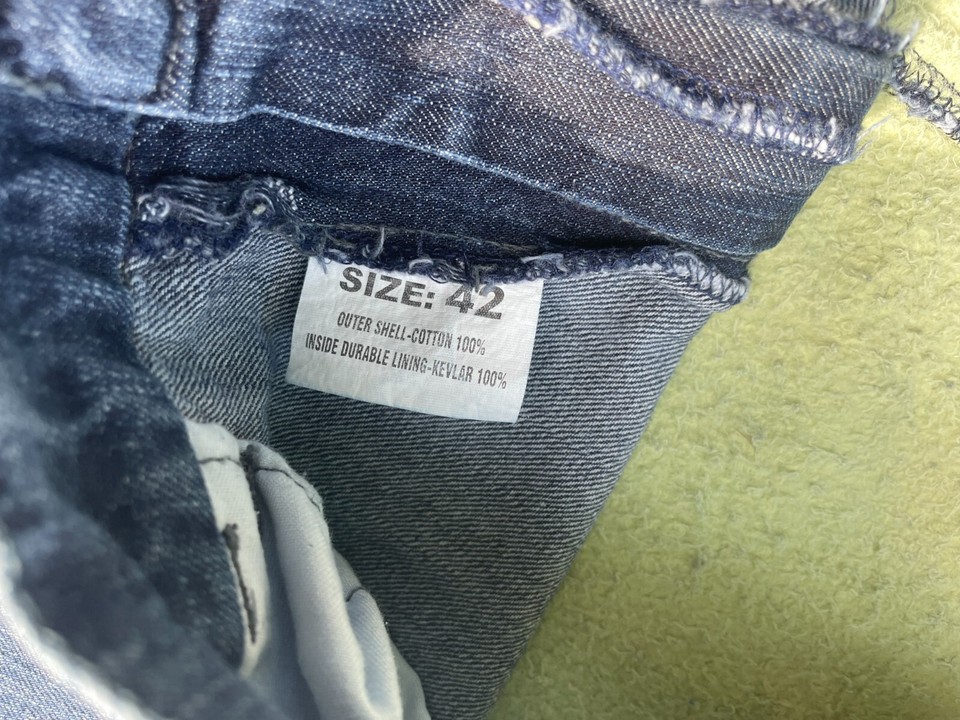 SIZE: 42
OUTER SHELL-COTTON 100%
INSIDE DURABLE LINING-KEVLAR 100%